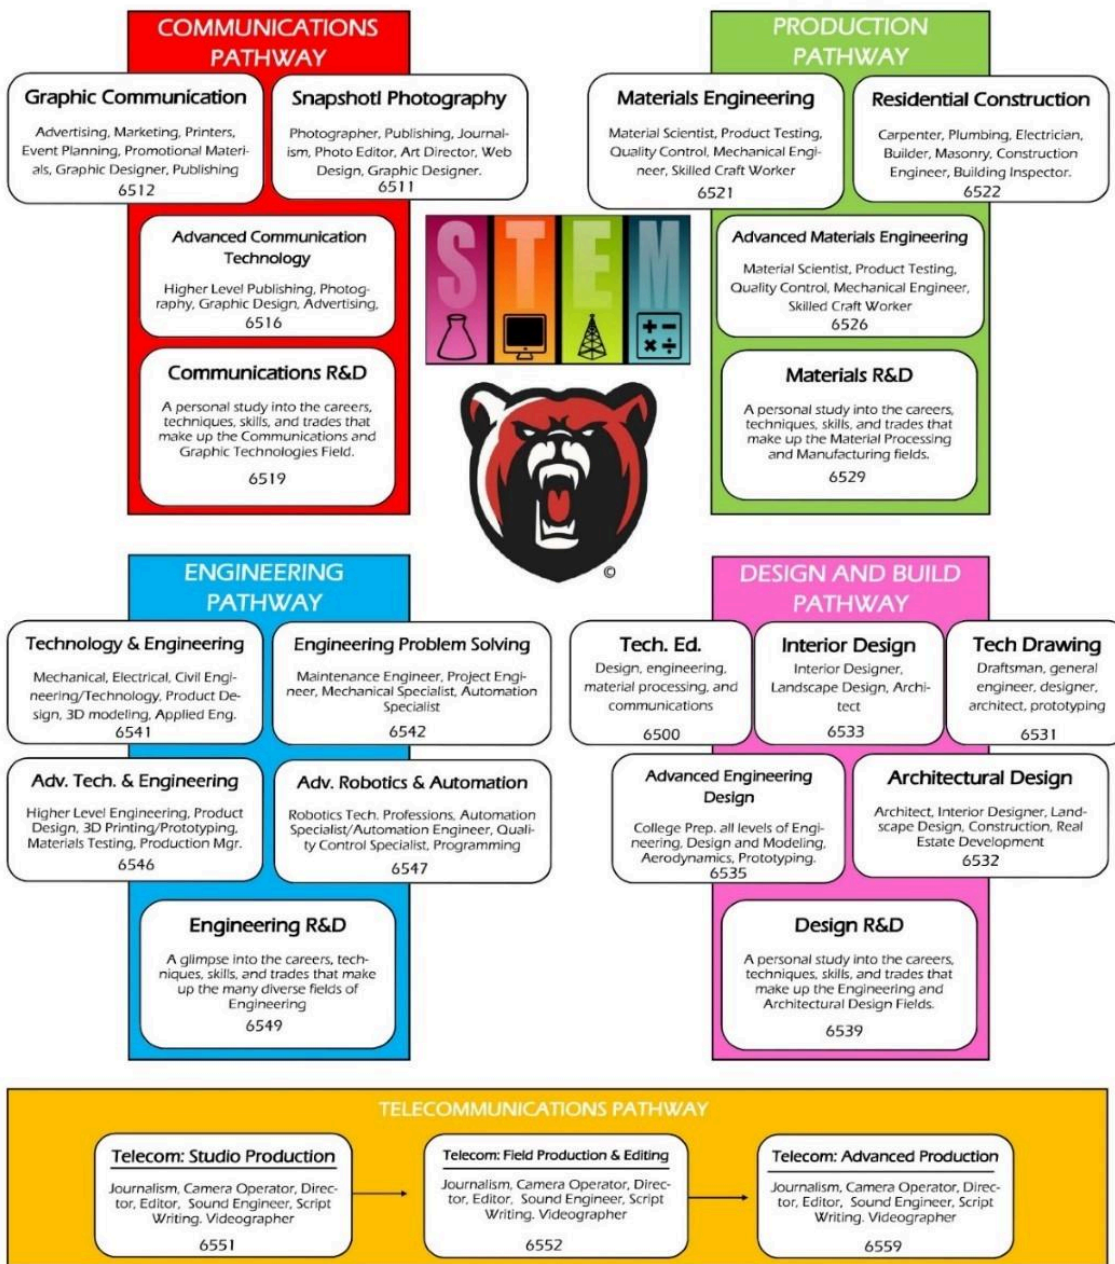 COMMUNICATIONS
PATHWAY
Graphic Communication
Advertising, Marketing, Printers,
Event Planning, Promotional Materi-
als, Graphic Designer, Publishing
6512
Snapshotl Photography
Photographer, Publishing, Journal-
ism, Photo Editor, Art Director, Web
Design, Graphic Designer.
6511
Advanced Communication
Technology
Higher Level Publishing, Photog-
raphy, Graphic Design, Advertising,
6516
Communications R&D
A personal study into the careers,
techniques, skills, and trades that
make up the Communications and
Graphic Technologies Field.
6519
PRODUCTION
PATHWAY
Materials Engineering
Material Scientist, Product Testing,
Quality Control, Mechanical Engi-
neer, Skilled Craft Worker
6521
Residential Construction
Carpenter, Plumbing, Electrician,
Builder, Masonry, Construction
Engineer, Building Inspector.
6522
Advanced Materials Engineering
Material Scientist, Product Testing,
Quality Control, Mechanical Engineer,
Skilled Craft Worker
6526
Materials R&D
A personal study into the careers,
techniques, skills, and trades that
make up the Material Processing
and Manufacturing fields.
6529
STEM
©
ENGINEERING
PATHWAY
Technology & Engineering
Mechanical, Electrical, Civil Engi-
neering/Technology, Product De-
sign, 3D modeling, Applied Eng.
6541
Engineering Problem Solving
Maintenance Engineer, Project Engi-
neer, Mechanical Specialist, Automation
Specialist
6542
Adv. Tech. & Engineering
Higher Level Engineering, Product
Design, 3D Printing/Prototyping,
Materials Testing, Production Mgr.
6546
Adv. Robotics & Automation
Robotics Tech. Professions, Automation
Specialist/Automation Engineer, Quali-
ty Control Specialist, Programming
6547
Engineering R&D
A glimpse into the careers, tech-
niques, skills, and trades that make
up the many diverse fields of
Engineering
6549
DESIGN AND BUILD
PATHWAY
Tech. Ed.
Design, engineering,
material processing, and
communications
6500
Interior Design
Interior Designer,
Landscape Design, Archi-
tect
6533
Tech Drawing
Draftsman, general
engineer, designer,
architect, prototyping
6531
Advanced Engineering
Design
College Prep. all levels of Engi-
neering, Design and Modeling,
Aerodynamics, Prototyping.
6535
Architectural Design
Architect, Interior Designer, Land-
scape Design, Construction, Real
Estate Development
6532
Design R&D
A personal study into the careers,
techniques, skills, and trades that
make up the Engineering and
Architectural Design Fields.
6539
TELECOMMUNICATIONS PATHWAY
Telecom: Studio Production
Journalism, Camera Operator, Direc-
tor, Editor, Sound Engineer, Script
Writing. Videographer
6551
Telecom: Field Production & Editing
Journalism, Camera Operator, Direc-
tor, Editor, Sound Engineer, Script
Writing. Videographer
6552
Telecom: Advanced Production
Journalism, Camera Operator, Direc-
tor, Editor, Sound Engineer, Script
Writing. Videographer
6559